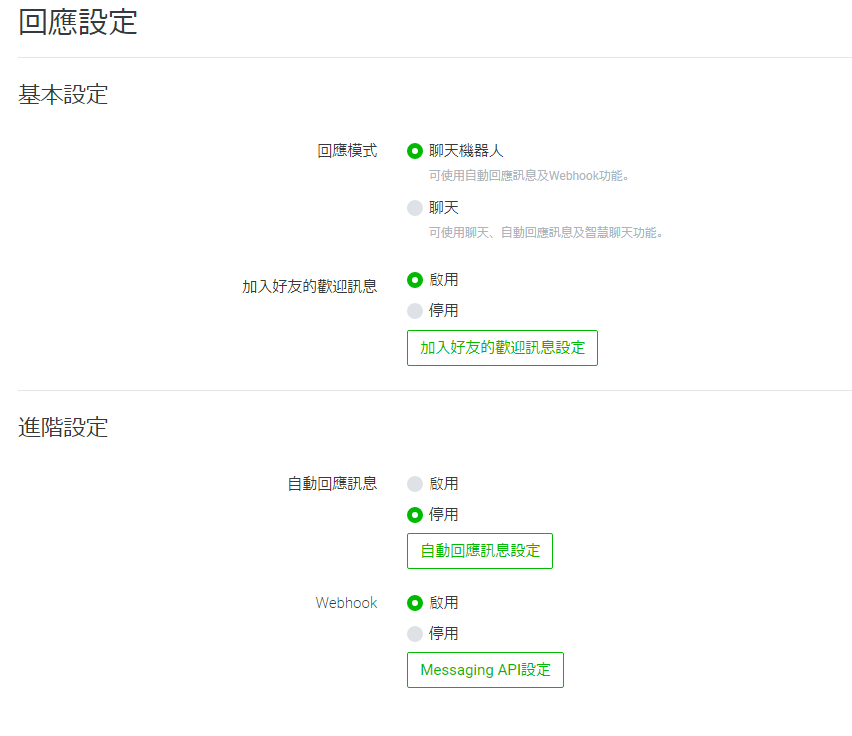 回應設定
基本設定
回應模式
聊天機器人
可使用自動回應訊息及Webhook功能。
聊天
可使用聊天、自動回應訊息及智慧聊天功能。
加入好友的歡迎訊息
啟用
停用
加入好友的歡迎訊息設定
進階設定
自動回應訊息
啟用
停用
自動回應訊息設定
Webhook
啟用
停用
Messaging API設定